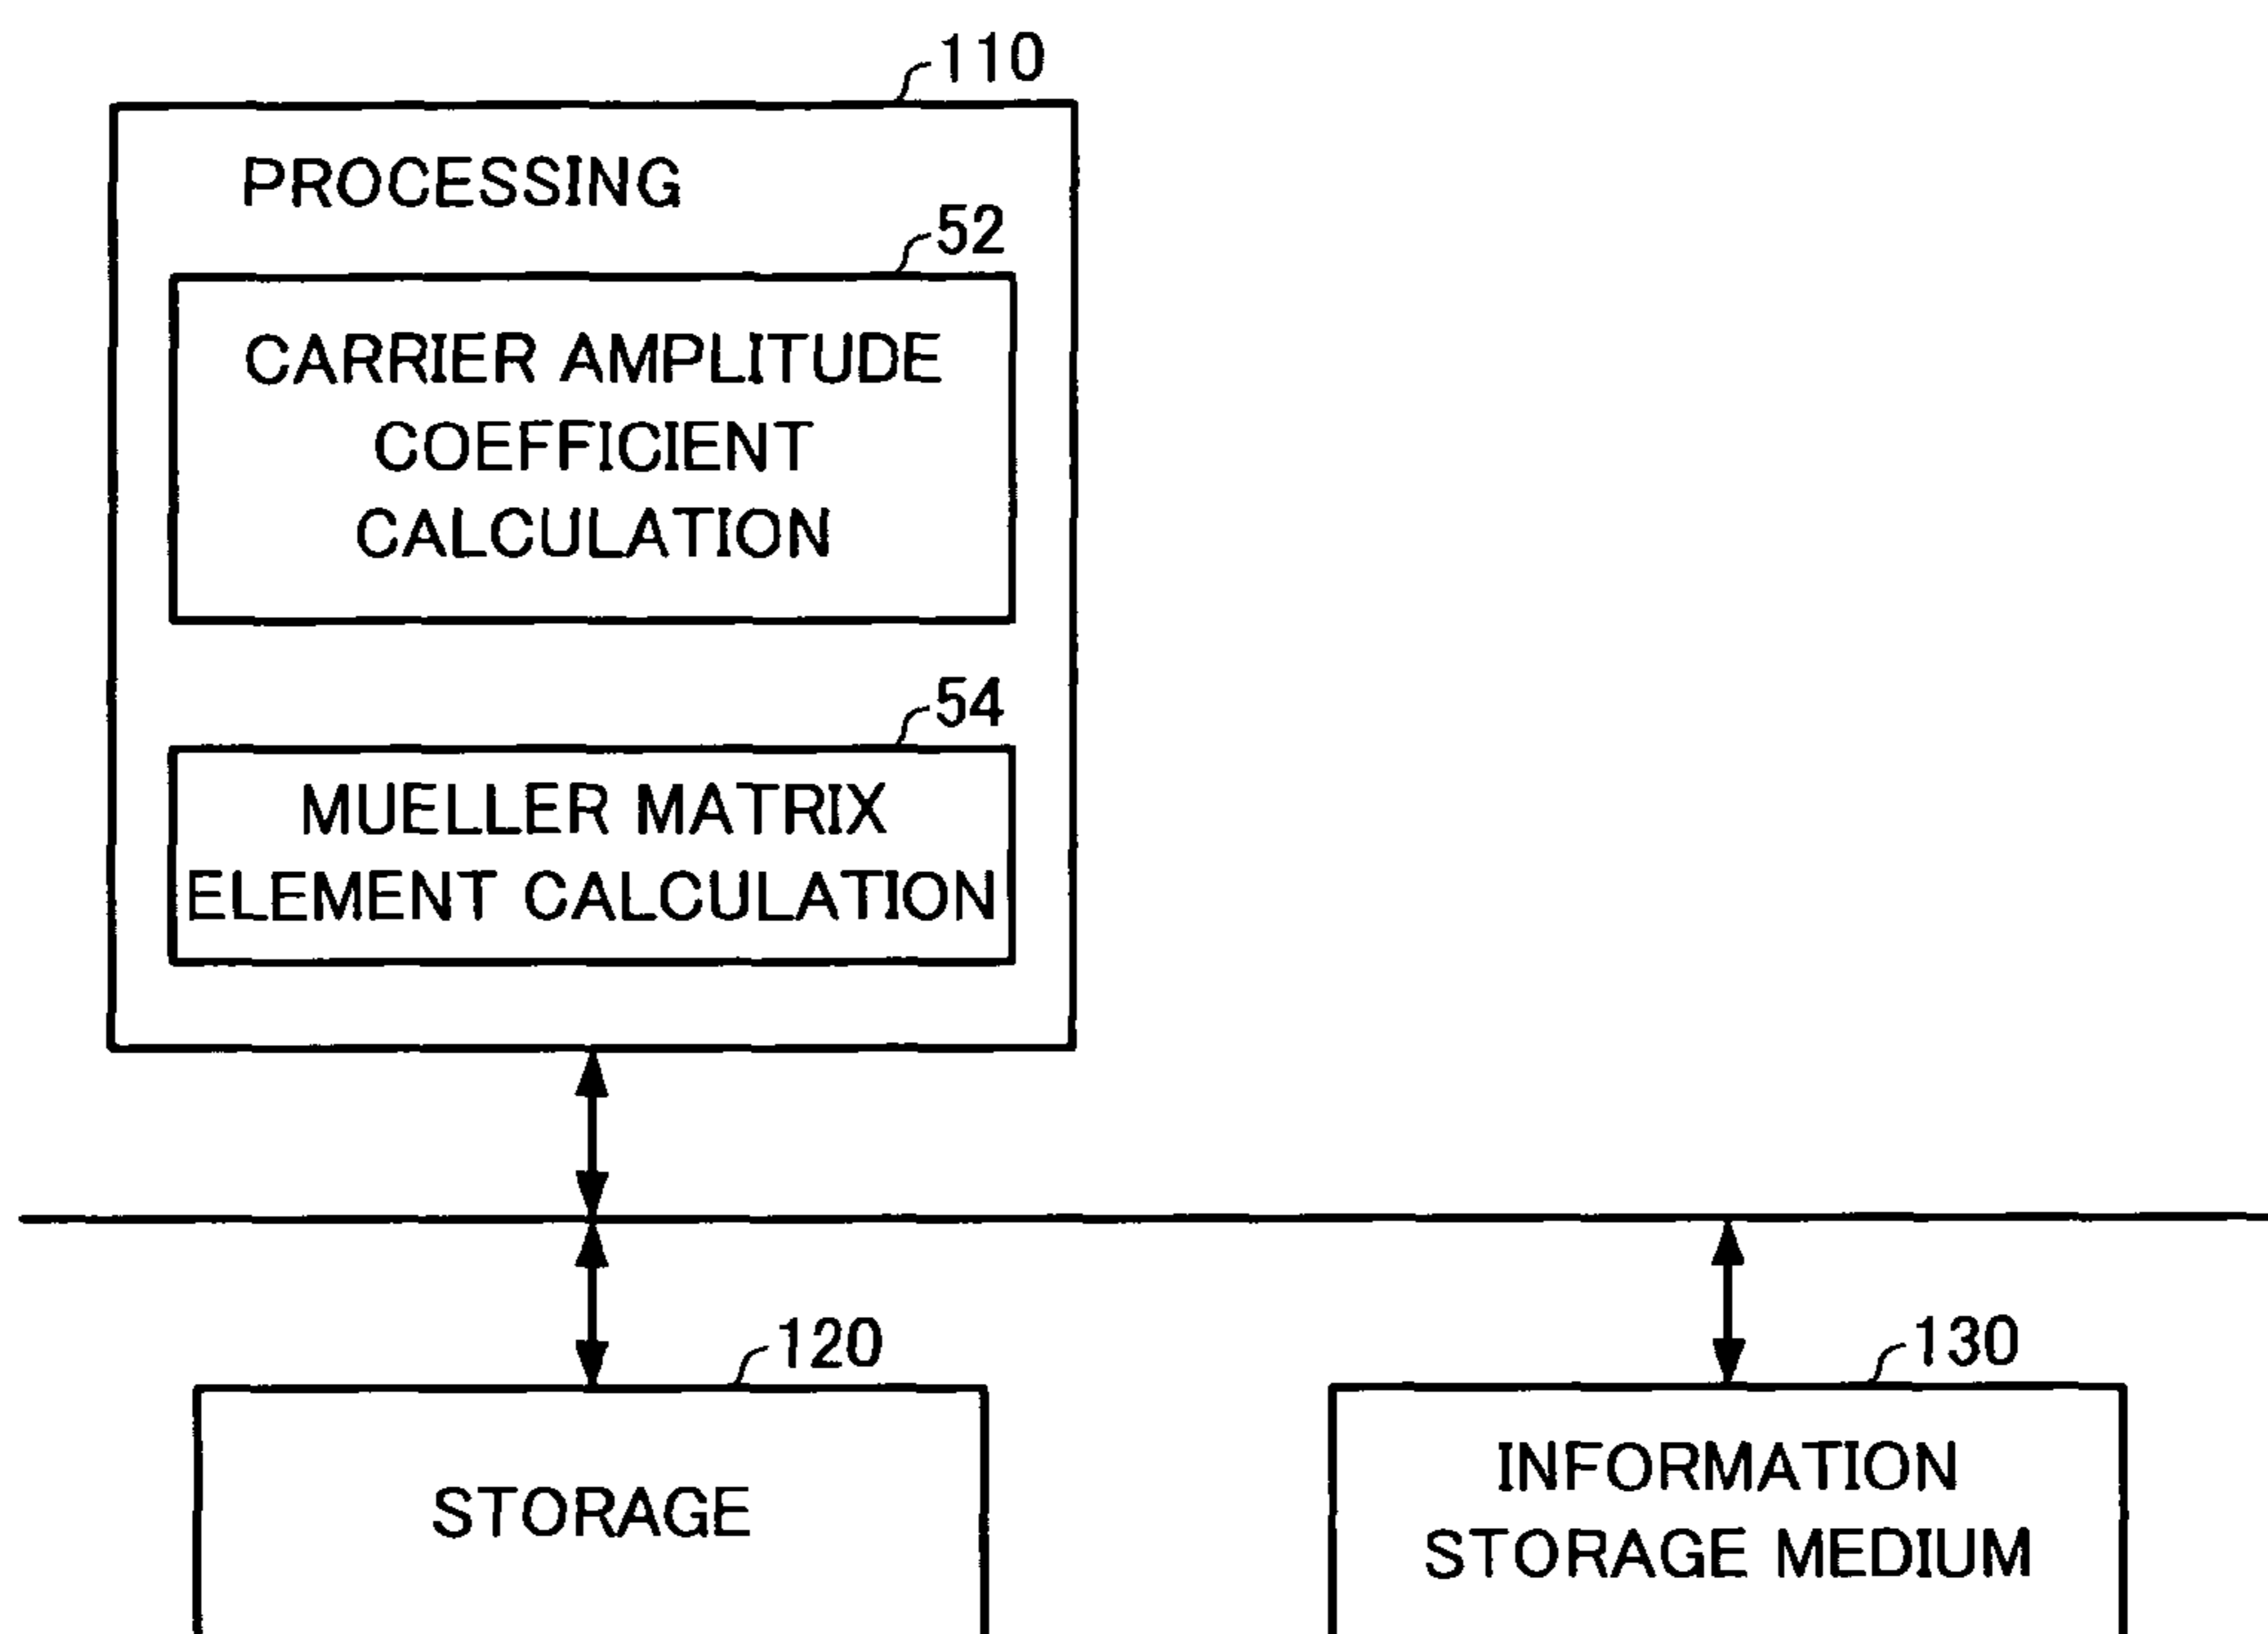 110
PROCESSING
52
CARRIER AMPLITUDE
COEFFICIENT
CALCULATION
54
MUELLER MATRIX
ELEMENT CALCULATION
120
STORAGE
130
INFORMATION
STORAGE MEDIUM